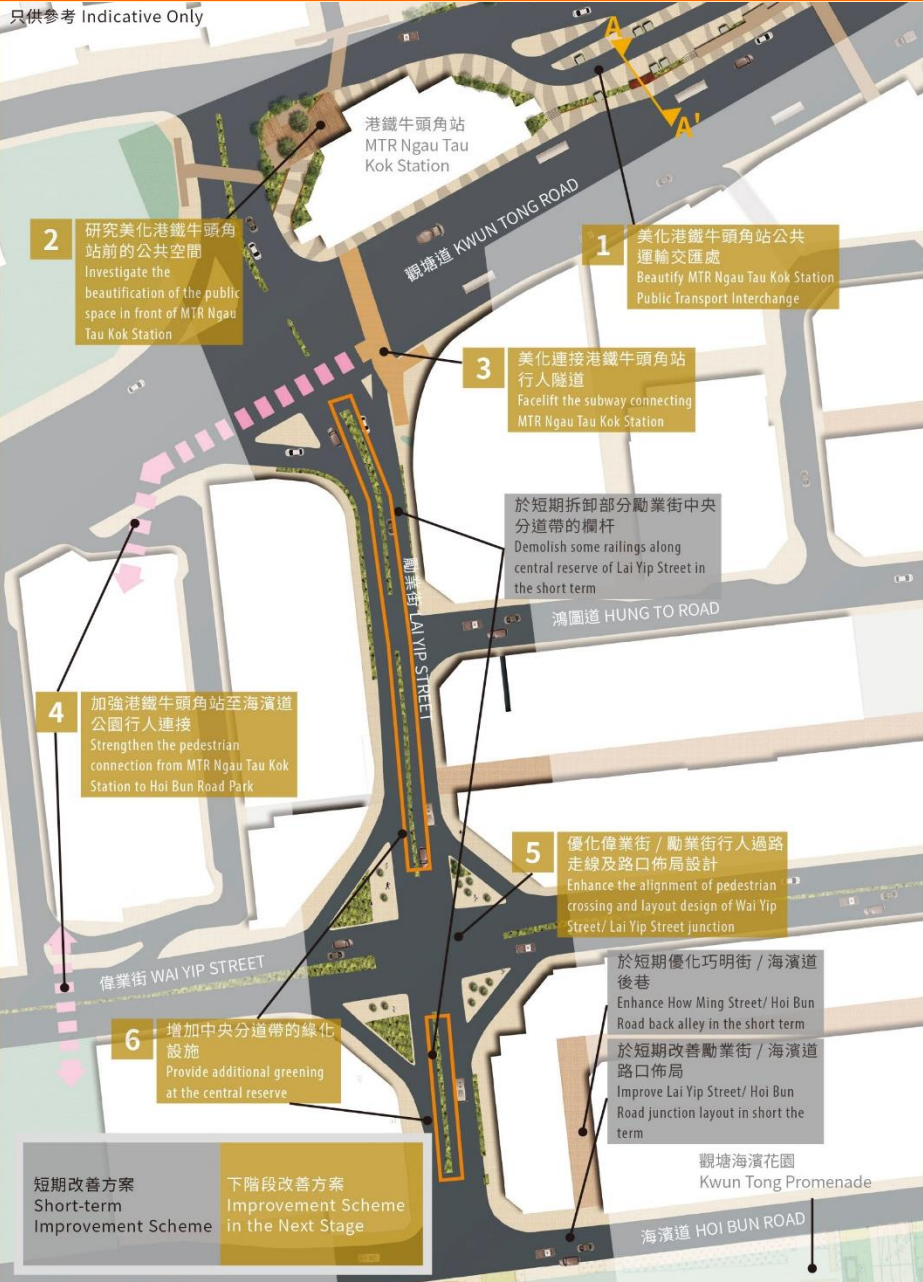 只供參考 Indicative Only
A
A'
港鐵牛頭角站
MTR Ngau Tau
Kok Station
觀塘道 KWUN TONG ROAD
2
研究美化港鐵牛頭角
站前的公共空間
Investigate the
beautification of the public
space in front of MTR Ngau
Tau Kok Station
1
美化港鐵牛頭角站公共
運輸交匯處
Beautify MTR Ngau Tau Kok Station
Public Transport Interchange
3
美化連接港鐵牛頭角站
行人隧道
Facelift the subway connecting
MTR Ngau Tau Kok Station
於短期拆卸部分勵業街中央
分道帶的欄杆
Demolish some railings along
central reserve of Lai Yip Street in
the short term
勵業街 LAI YIP STREET
鴻圖道 HUNG TO ROAD
4
加強港鐵牛頭角站至海濱道
公園行人連接
Strengthen the pedestrian
connection from MTR Ngau Tau Kok
Station to Hoi Bun Road Park
5
優化偉業街 / 勵業街行人過路
走線及路口佈局設計
Enhance the alignment of pedestrian
crossing and layout design of Wai Yip
Street/ Lai Yip Street junction
偉業街 WAI YIP STREET
於短期優化巧明街 / 海濱道
後巷
Enhance How Ming Street/ Hoi Bun
Road back alley in the short term
6
增加中央分道帶的綠化
設施
Provide additional greening
at the central reserve
於短期改善勵業街 / 海濱道
路口佈局
Improve Lai Yip Street/ Hoi Bun
Road junction layout in short the
term
觀塘海濱花園
Kwun Tong Promenade
海濱道 HOI BUN ROAD
短期改善方案
Short-term
Improvement Scheme
下階段改善方案
Improvement Scheme
in the Next Stage